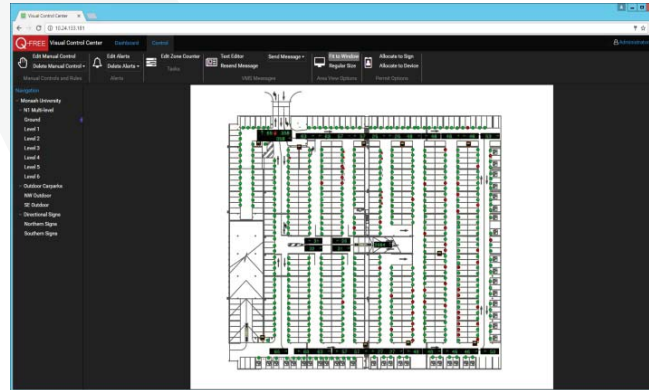 Visual Control Center
10.24.133.161
Q-FREE Visual Control Center Dashboard Control
Administrator
Edit Manual Control
Delete Manual Control
Manual Controls and Rules
Edit Alerts
Delete Alerts
Alerts
Edit Zone Counter
Tasks
Text Editor
Resend Message
Send Message
VMS Messages
Fit to Window
Regular Size
Area View Options
Allocate to Sign
Allocate to Device
Permit Options
Navigation
Monash University
N1 Multi-level
Ground
Level 1
Level 2
Level 3
Level 4
Level 5
Level 6
Outdoor Carparks
NW Outdoor
SE Outdoor
Directional Signs
Northern Signs
Southern Signs